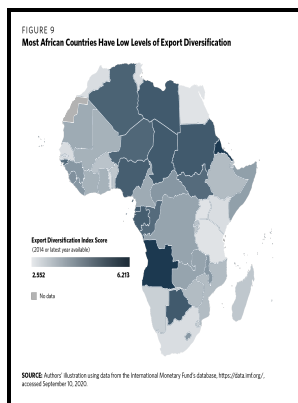 FIGURE 9
Most African Countries Have Low Levels of Export Diversification
Export Diversification Index Score
(2014 or latest year available)
2.552 6.213
No data
SOURCE: Authors' illustration using data from the International Monetary Fund's database, https://data.imf.org/,
accessed September 10, 2020.